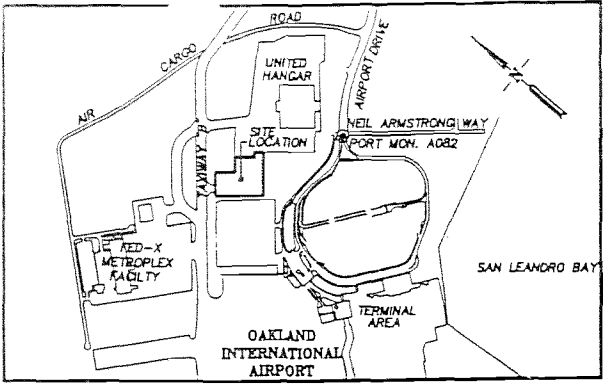 ROAD
CARGO
AIR
UNITED
HANGAR
AIRPORT DRIVE
N
NEIL ARMSTRONG WAY
PORT MON. A082
SITE
LOCATION
TAXIWAY B
FED-X
METROPLEX
FACILTY
SAN LEANDRO BAY
TERMINAL
AREA
OAKLAND
INTERNATIONAL
AIRPORT